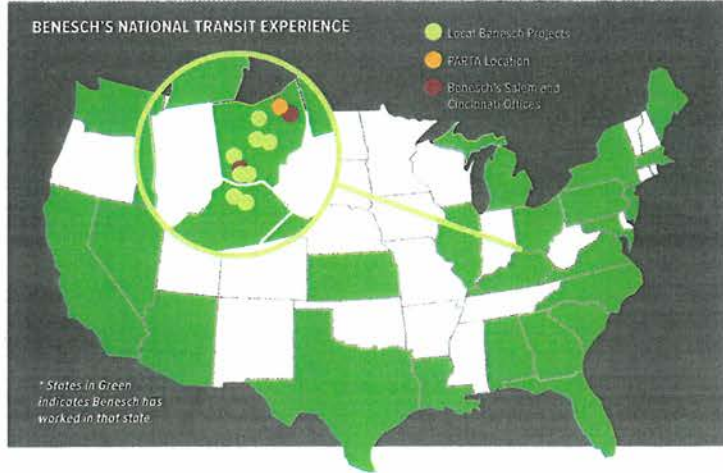 BENESCH'S NATIONAL TRANSIT EXPERIENCE
Local Benesch Projects
PARTA Location
Benesch's Salem and
Cincinnati Offices
* States in Green
indicates Benesch has
worked in that state.